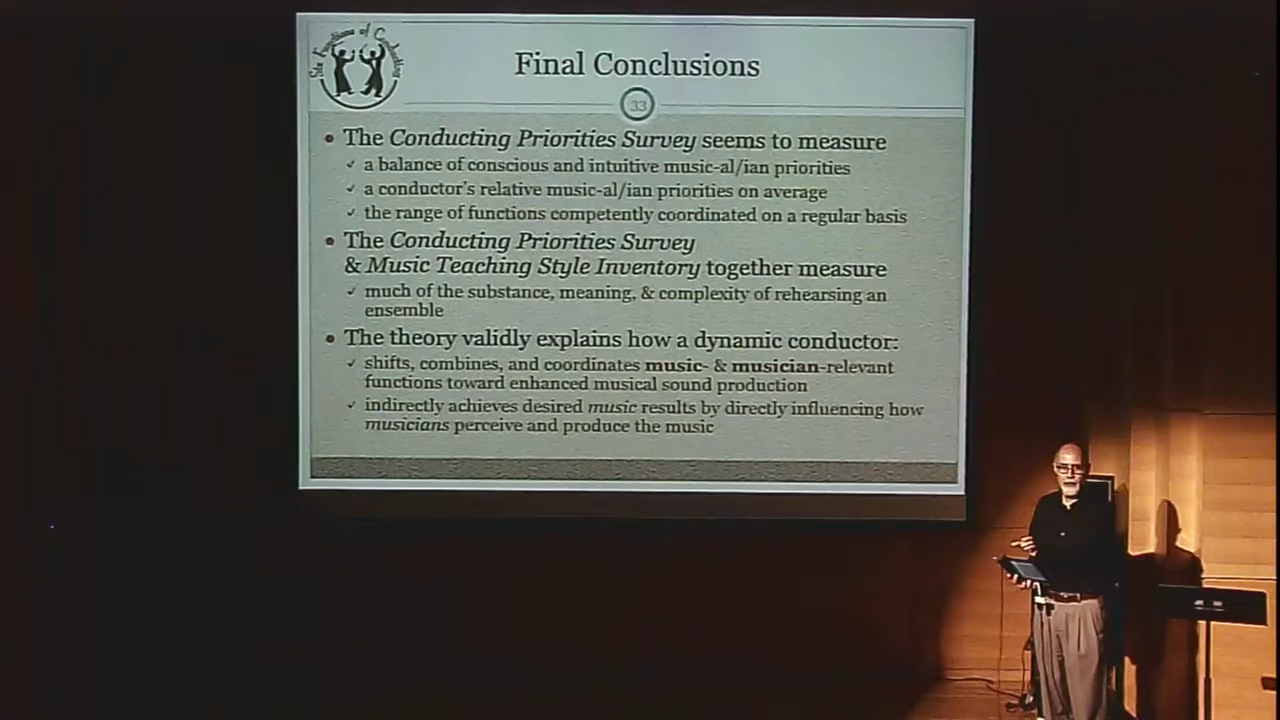 Six Functions of Conducting
Final Conclusions
33
The Conducting Priorities Survey seems to measure
a balance of conscious and intuitive music-al/ian priorities
a conductor's relative music-al/ian priorities on average
the range of functions competently coordinated on a regular basis
The Conducting Priorities Survey
& Music Teaching Style Inventory together measure
much of the substance, meaning, & complexity of rehearsing an
ensemble
The theory validly explains how a dynamic conductor:
shifts, combines, and coordinates music- & musician-relevant
functions toward enhanced musical sound production
indirectly achieves desired music results by directly influencing how
musicians perceive and produce the music